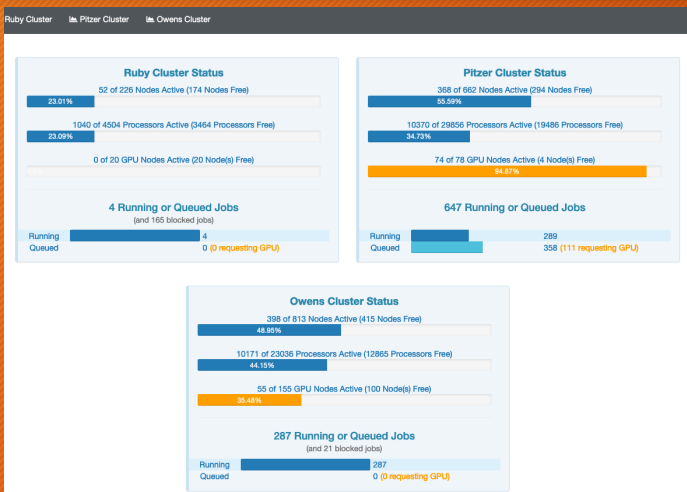 Ruby Cluster Pitzer Cluster Owens Cluster
Ruby Cluster Status
52 of 226 Nodes Active (174 Nodes Free)
23.01%
1040 of 4504 Processors Active (3464 Processors Free)
23.09%
0 of 20 GPU Nodes Active (20 Node(s) Free)
4 Running or Queued Jobs
(and 165 blocked jobs)
Running 4
Queued 0 (0 requesting GPU)
Pitzer Cluster Status
368 of 662 Nodes Active (294 Nodes Free)
55.59%
10370 of 29856 Processors Active (19486 Processors Free)
34.73%
74 of 78 GPU Nodes Active (4 Node(s) Free)
94.87%
647 Running or Queued Jobs
Running 289
Queued 358 (111 requesting GPU)
Owens Cluster Status
398 of 813 Nodes Active (415 Nodes Free)
48.95%
10171 of 23036 Processors Active (12865 Processors Free)
44.15%
55 of 155 GPU Nodes Active (100 Node(s) Free)
35.48%
287 Running or Queued Jobs
(and 21 blocked jobs)
Running 287
Queued 0 (0 requesting GPU)